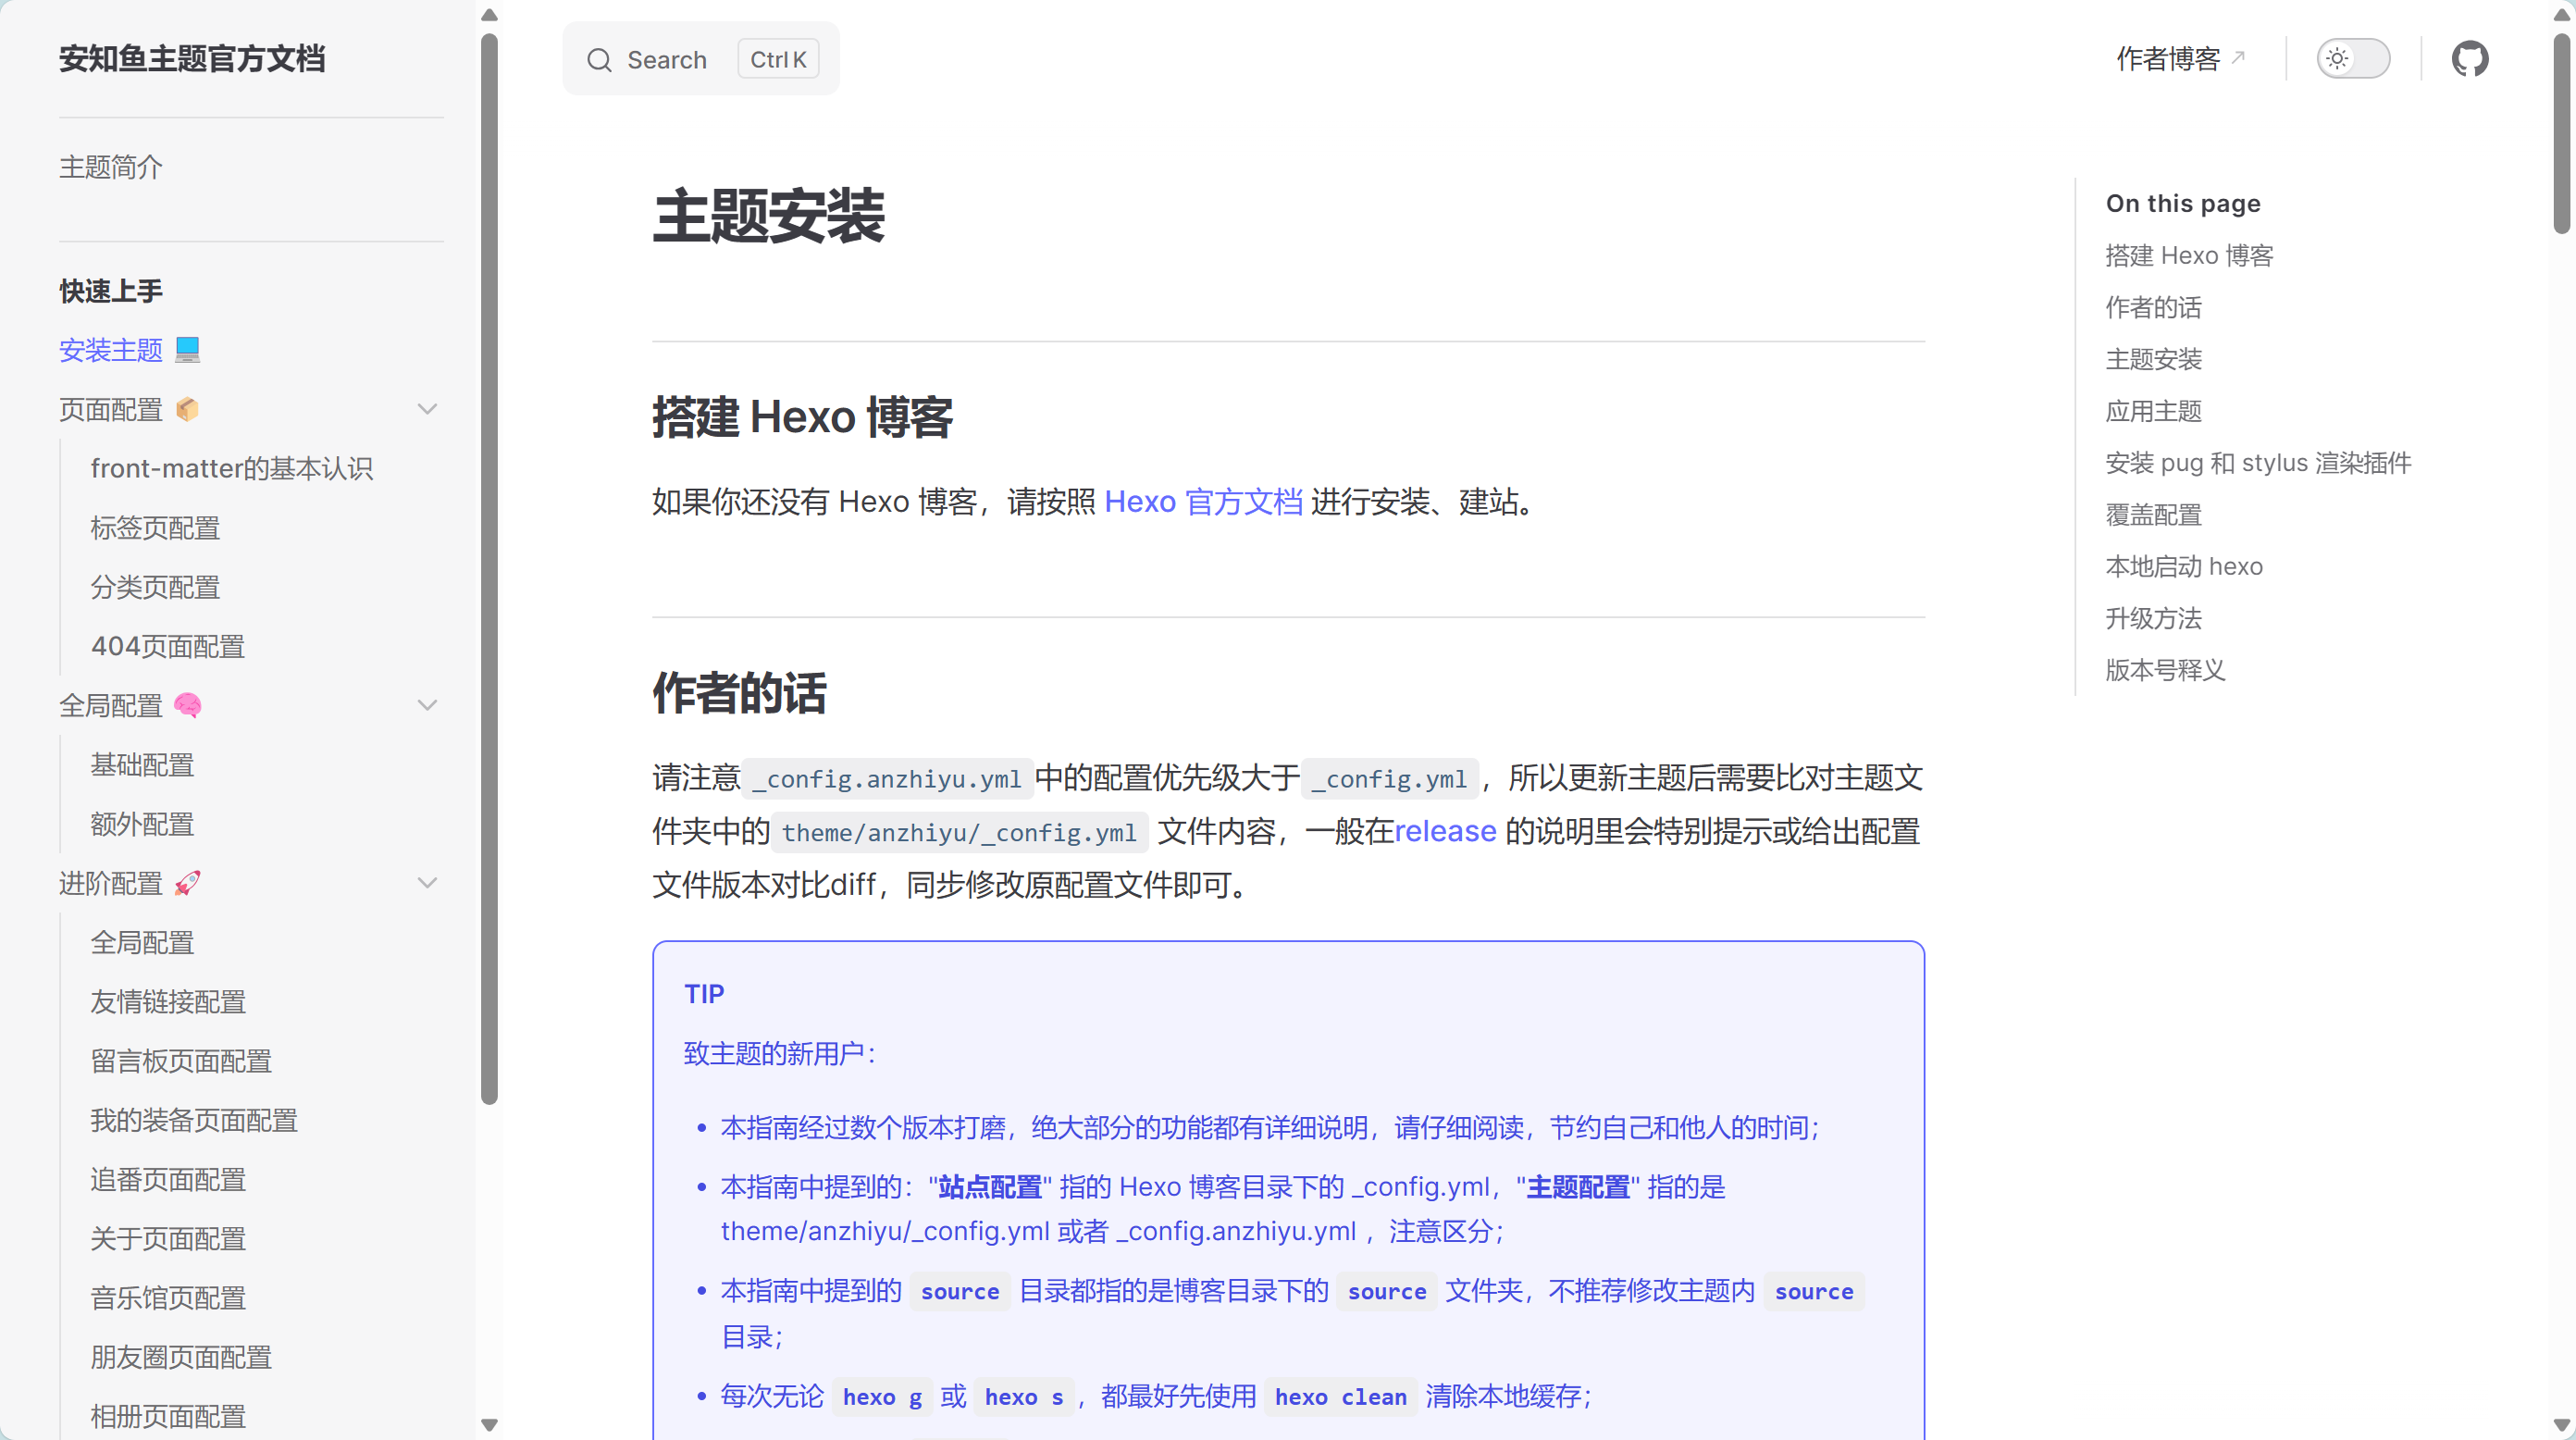 安知鱼主题官方文档
主题简介
快速上手
安装主题 💻
页面配置 📦
front-matter的基本认识
标签页配置
分类页配置
404页面配置
全局配置 🧠
基础配置
额外配置
进阶配置 🚀
全局配置
友情链接配置
留言板页面配置
我的装备页面配置
追番页面配置
关于页面配置
音乐馆页配置
朋友圈页面配置
相册页面配置
Search Ctrl K
作者博客
主题安装
搭建 Hexo 博客
如果你还没有 Hexo 博客，请按照 Hexo 官方文档 进行安装、建站。
作者的话
请注意 _config.anzhiyu.yml 中的配置优先级大于 _config.yml ，所以更新主题后需要比对主题文
件夹中的 theme/anzhiyu/_config.yml 文件内容，一般在release 的说明里会特别提示或给出配置
文件版本对比diff，同步修改原配置文件即可。
TIP
致主题的新用户：
• 本指南经过数个版本打磨，绝大部分的功能都有详细说明，请仔细阅读，节约自己和他人的时间；
• 本指南中提到的："站点配置" 指的 Hexo 博客目录下的 _config.yml，"主题配置" 指的是
theme/anzhiyu/_config.yml 或者 _config.anzhiyu.yml ，注意区分；
• 本指南中提到的 source 目录都指的是博客目录下的 source 文件夹，不推荐修改主题内 source
目录；
• 每次无论 hexo g 或 hexo s ，都最好先使用 hexo clean 清除本地缓存；
On this page
搭建 Hexo 博客
作者的话
主题安装
应用主题
安装 pug 和 stylus 渲染插件
覆盖配置
本地启动 hexo
升级方法
版本号释义